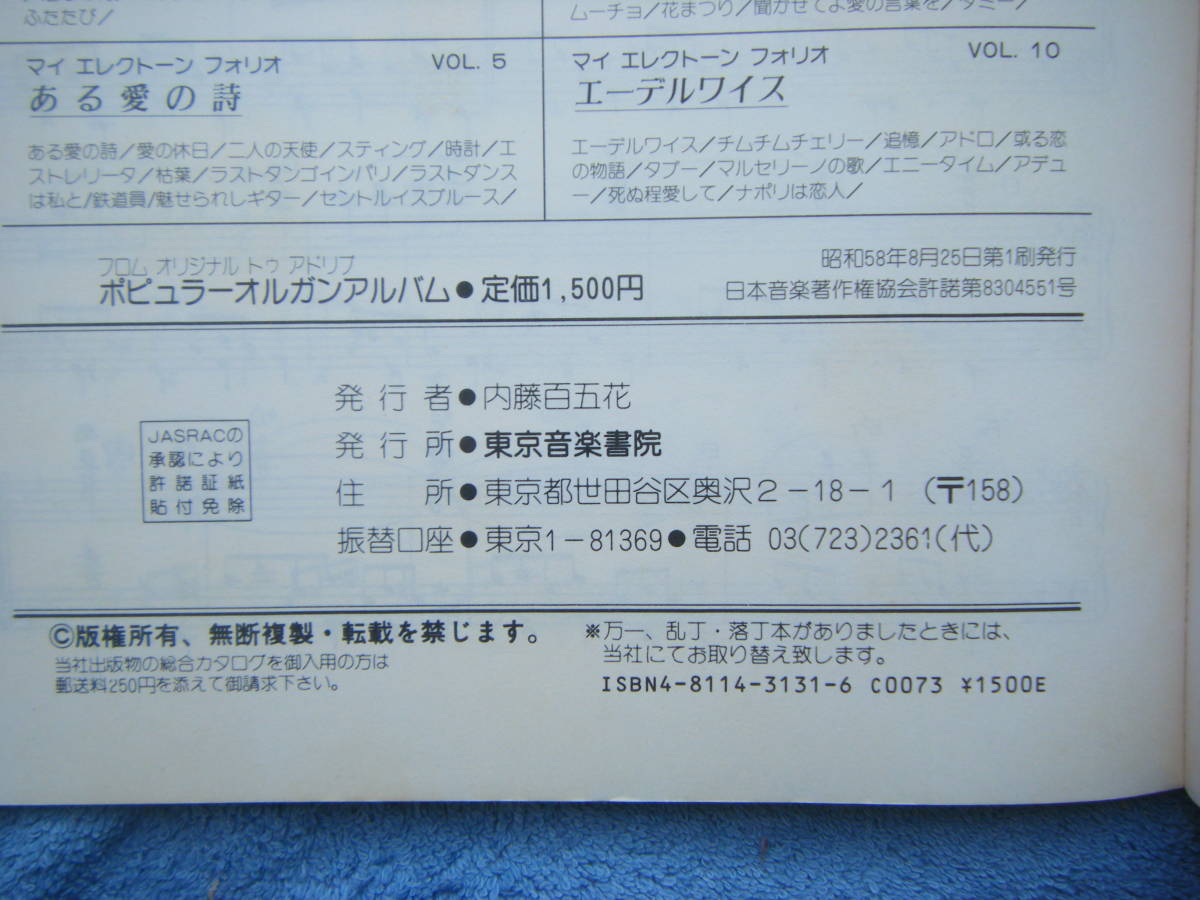 ふたたび/
ムーチョ/花まつり/聞かせてよ愛の言葉を/タミー/
マイ エレクトーン フォリオ VOL. 5
ある愛の詩
ある愛の詩/愛の休日/二人の天使/スティング/時計/エ
ストレリータ/枯葉/ラストタンゴインパリ/ラストダンス
は私と/鉄道員/魅せられしギター/セントルイスブルース/
マイ エレクトーン フォリオ VOL. 10
エーデルワイス
エーデルワイス/チムチムチェリー/追憶/アドロ/或る恋
の物語/タブー/マルセリーノの歌/エニータイム/アデュ
ー/死ぬ程愛して/ナポリは恋人/
フロム オリジナル トゥ アドリブ
ポピュラーオルガンアルバム●定価1,500円
昭和58年8月25日第1刷発行
日本音楽著作権協会許諾第8304551号
JASRACの
承認により
許諾証紙
貼付免除
発行者●内藤百五花
発行所●東京音楽書院
住所●東京都世田谷区奥沢2-18-1 (〒158)
振替口座●東京1-81369●電話 03(723)2361(代)
©版権所有、無断複製・転載を禁じます。
当社出版物の総合カタログを御入用の方は
郵送料250円を添えて御請求下さい。
※万一、乱丁・落丁本がありましたときには、
当社にてお取り替え致します。
ISBN4-8114-3131-6 C0073 ¥1500E